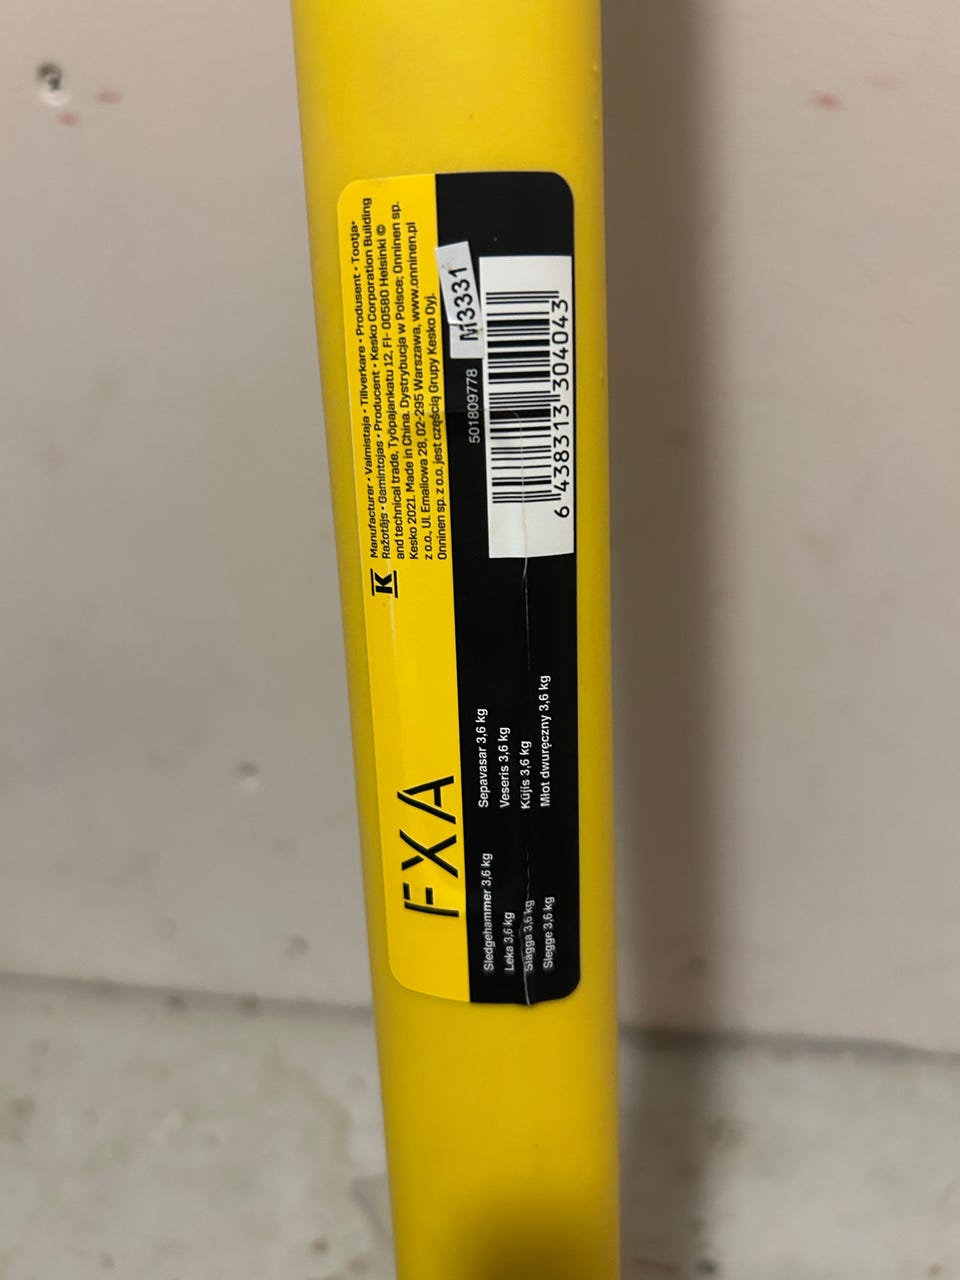 Manufacturer • Valmistaja • Tillverkare • Produsent • Tootja•
Ražotājs • Gamintojas • Producent • Kesko Corporation Building
and technical trade, Työpajankatu 12, FI- 00580 Helsinki ©
Kesko 2021. Made in China. Dystrybucja w Polsce; Onninen sp.
z o.o., Ul. Emaliowa 28, 02-295 Warszawa, www.onninen.pl
Onninen sp. z o.o. jest częścią Grupy Kesko Oyj.
K
FXA
M3331
501809778
6 438313 304043
Sledgehammer 3,6 kg
Leka 3,6 kg
Slägga 3,6 kg
Slegge 3,6 kg
Sepavasar 3,6 kg
Veseris 3,6 kg
Kūjis 3,6 kg
Młot dwuręczny 3,6 kg